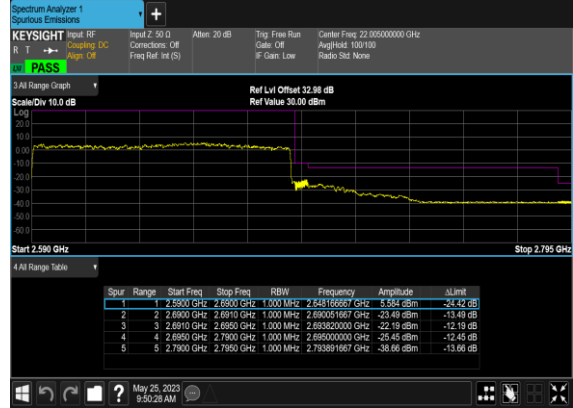 Spectrum Analyzer 1
Spurious Emissions
KEYSIGHT Input: RF Input Z: 50 Ω Atten: 20 dB Trig: Free Run Center Freq: 22.005000000 GHz
R T Coupling: DC Corrections: Off Gate: Off Avg|Hold: 100/100
Align: Off Freq Ref: Int (S) IF Gain: Low Radio Std: None
PASS
3 All Range Graph
Ref Lvl Offset 32.98 dB
Scale/Div 10.0 dB Ref Value 30.00 dBm
Log
20.0
10.0
0.00
-10.0
-20.0
-30.0
-40.0
-50.0
-60.0
Start 2.590 GHz Stop 2.795 GHz
4 All Range Table
Spur Range Start Freq Stop Freq RBW Frequency Amplitude ΔLimit
1 1 2.5900 GHz 2.6900 GHz 1.000 MHz 2.648166667 GHz 5.584 dBm -24.42 dB
2 2 2.6900 GHz 2.6910 GHz 1.000 MHz 2.690051667 GHz -23.49 dBm -13.49 dB
3 3 2.6910 GHz 2.6950 GHz 1.000 MHz 2.693820000 GHz -22.19 dBm -12.19 dB
4 4 2.6950 GHz 2.7900 GHz 1.000 MHz 2.695000000 GHz -25.45 dBm -12.45 dB
5 5 2.7900 GHz 2.7950 GHz 1.000 MHz 2.793891667 GHz -38.66 dBm -13.66 dB
? May 25, 2023
9:50:28 AM